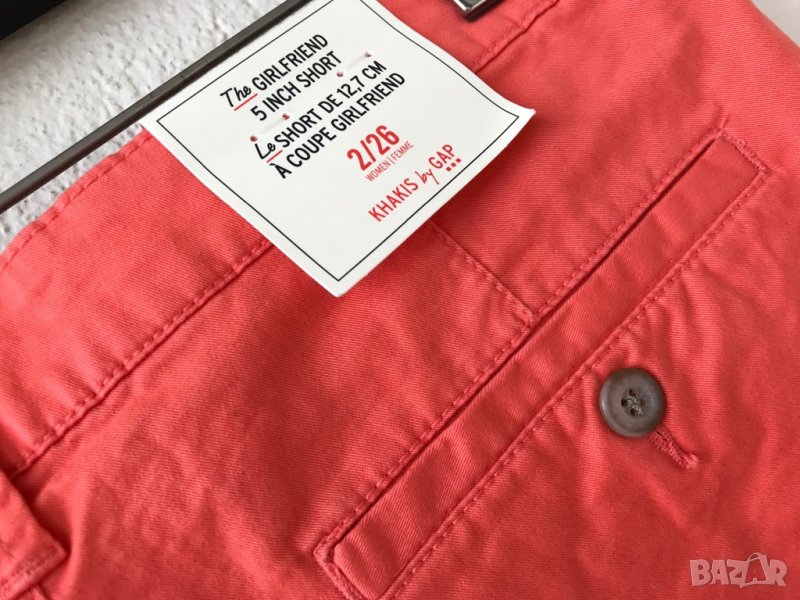 The GIRLFRIEND
5 INCH SHORT
Le SHORT DE 12,7 CM
À COUPE GIRLFRIEND
2/26
WOMEN | FEMME
KHAKIS by GAP
BAZAR